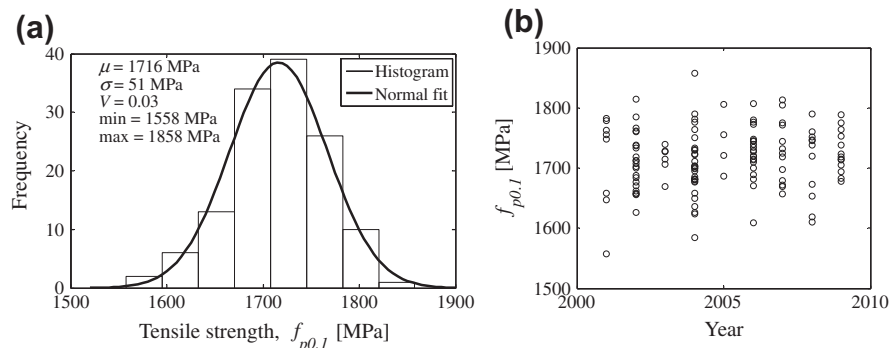 (a)
μ = 1716 MPa
σ = 51 MPa
V = 0.03
min = 1558 MPa
max = 1858 MPa
Histogram
Normal fit
Frequency
40
30
20
10
0
1500
1600
1700
1800
1900
Tensile strength, f_p0.1 [MPa]
(b)
f_p0.1 [MPa]
1900
1800
1700
1600
1500
2000
2005
2010
Year